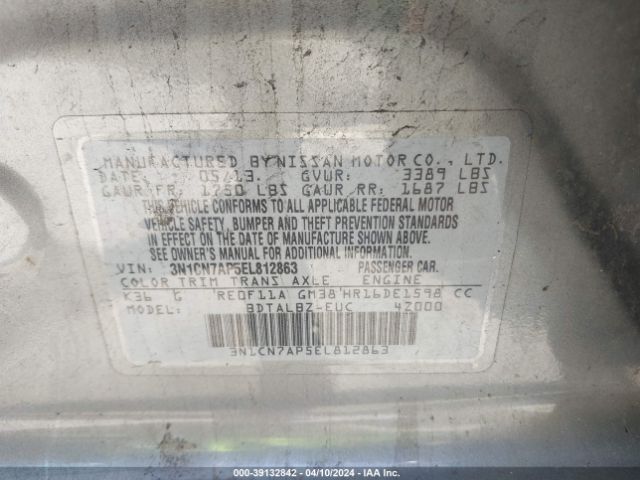 MANUFACTURED BY NISSAN MOTOR CO., LTD.
DATE: 05/13. GVWR: 3389 LBS
GAWR FR: 1750 LBS GAWR RR: 1687 LBS
THIS VEHICLE CONFORMS TO ALL APPLICABLE FEDERAL MOTOR
VEHICLE SAFETY, BUMPER AND THEFT PREVENTION STANDARDS
IN EFFECT ON THE DATE OF MANUFACTURE SHOWN ABOVE.
SEE OWNER'S MANUAL FOR ADDITIONAL INFORMATION.
VIN: 3N1CN7AP5EL812863 PASSENGER CAR.
COLOR TRIM TRANS AXLE ENGINE
K36 G RE0F11A GM38 HR16DE1598 CC
MODEL: BDTALBZ-EUC 42000
3N1CN7AP5EL812863
000-39132842 / 04/10/2024 - IAA Inc.